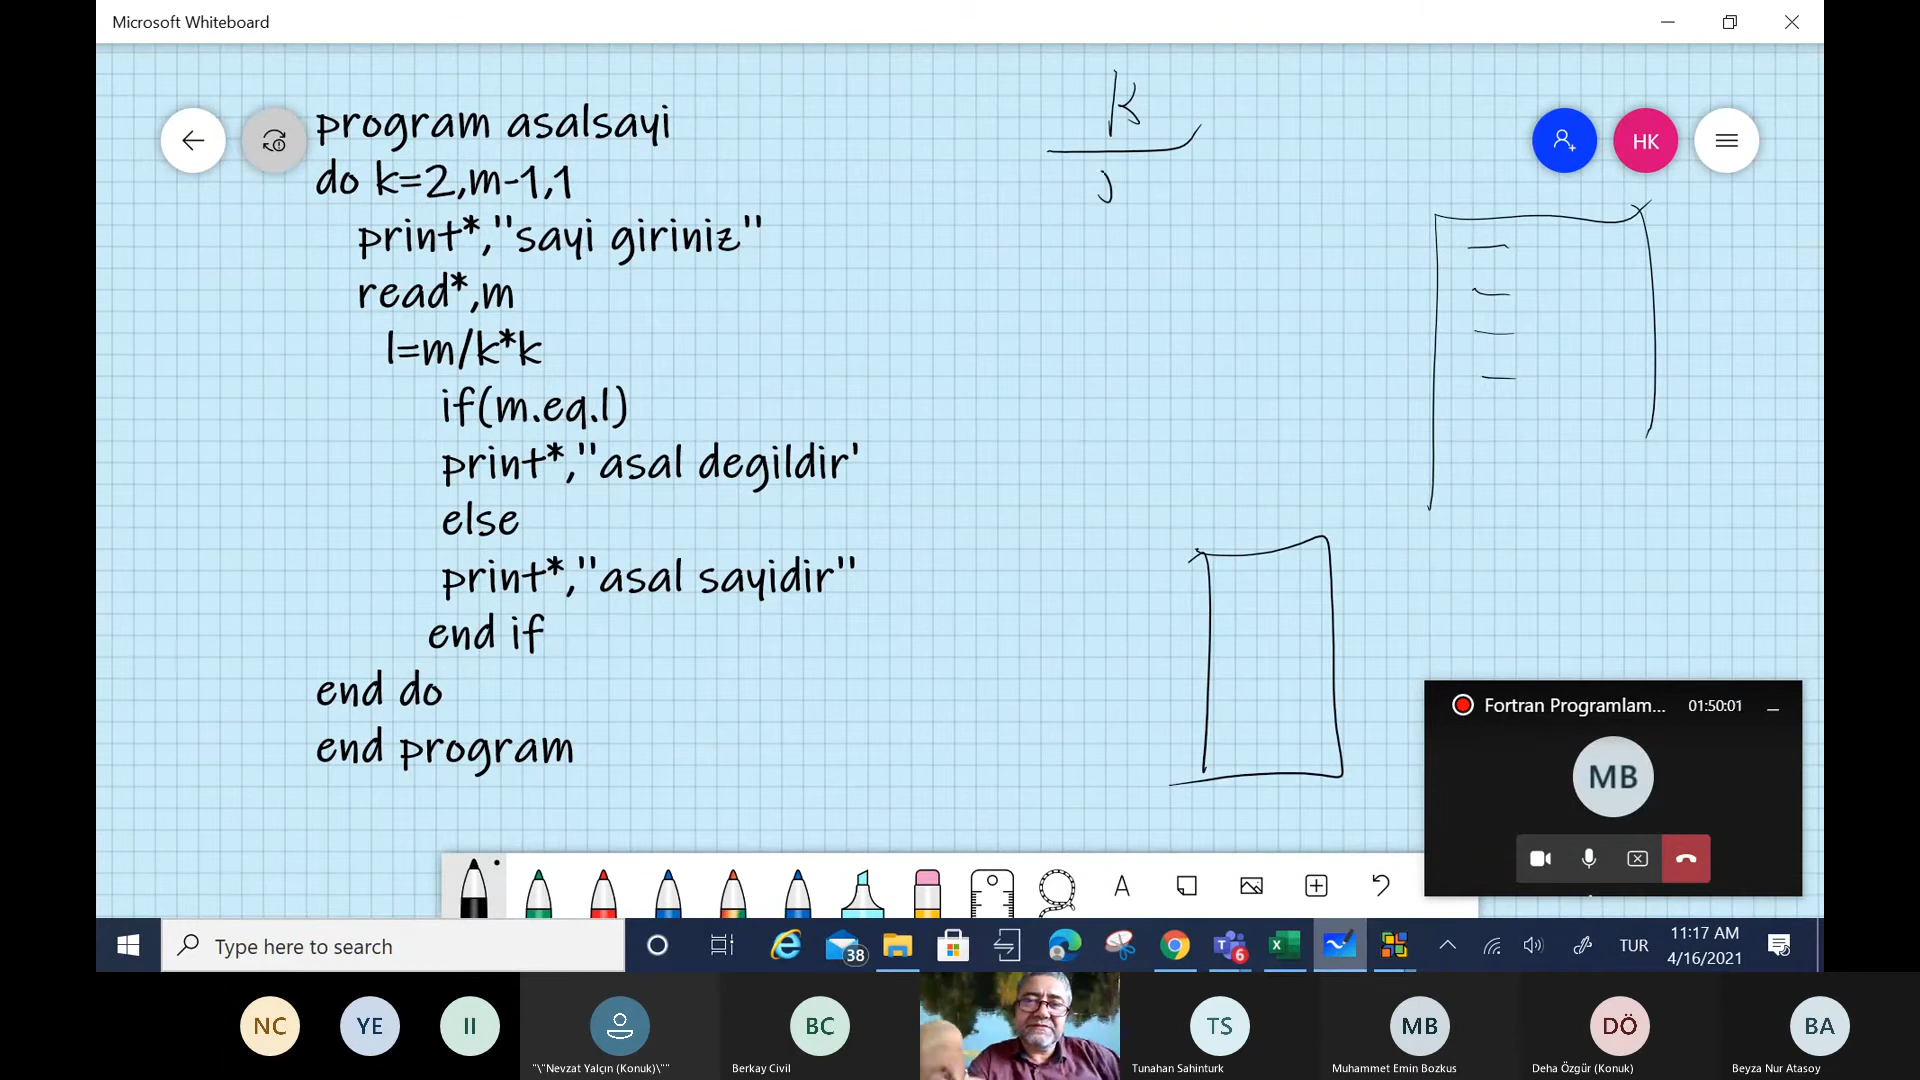 Microsoft Whiteboard
program asalsayi
do k=2,m-1,1
print*,"sayi giriniz"
read*,m
l=m/k*k
if(m.eq.l)
print*,"asal degildir'
else
print*,"asal sayidir"
end if
end do
end program
K
HK
Fortran Programlam...
01:50:01
MB
A
Type here to search
38
6
TUR
11:17 AM
4/16/2021
NC
YE
II
"\"Nevzat Yalçın (Konuk)\""
BC
Berkay Civil
TS
Tunahan Sahinturk
MB
Muhammet Emin Bozkus
DÖ
Deha Özgür (Konuk)
BA
Beyza Nur Atasoy